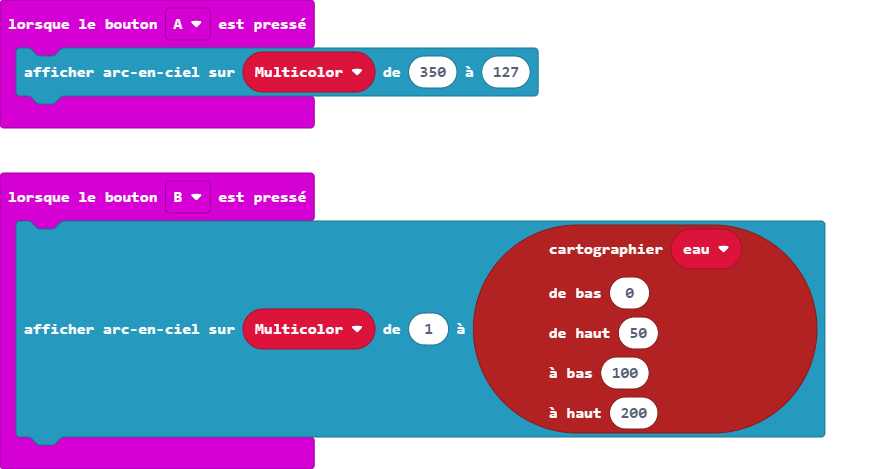 lorsque le bouton A est pressé
afficher arc-en-ciel sur Multicolor de 350 à 127
lorsque le bouton B est pressé
afficher arc-en-ciel sur Multicolor de 1 à
cartographier eau
de bas 0
de haut 50
à bas 100
à haut 200